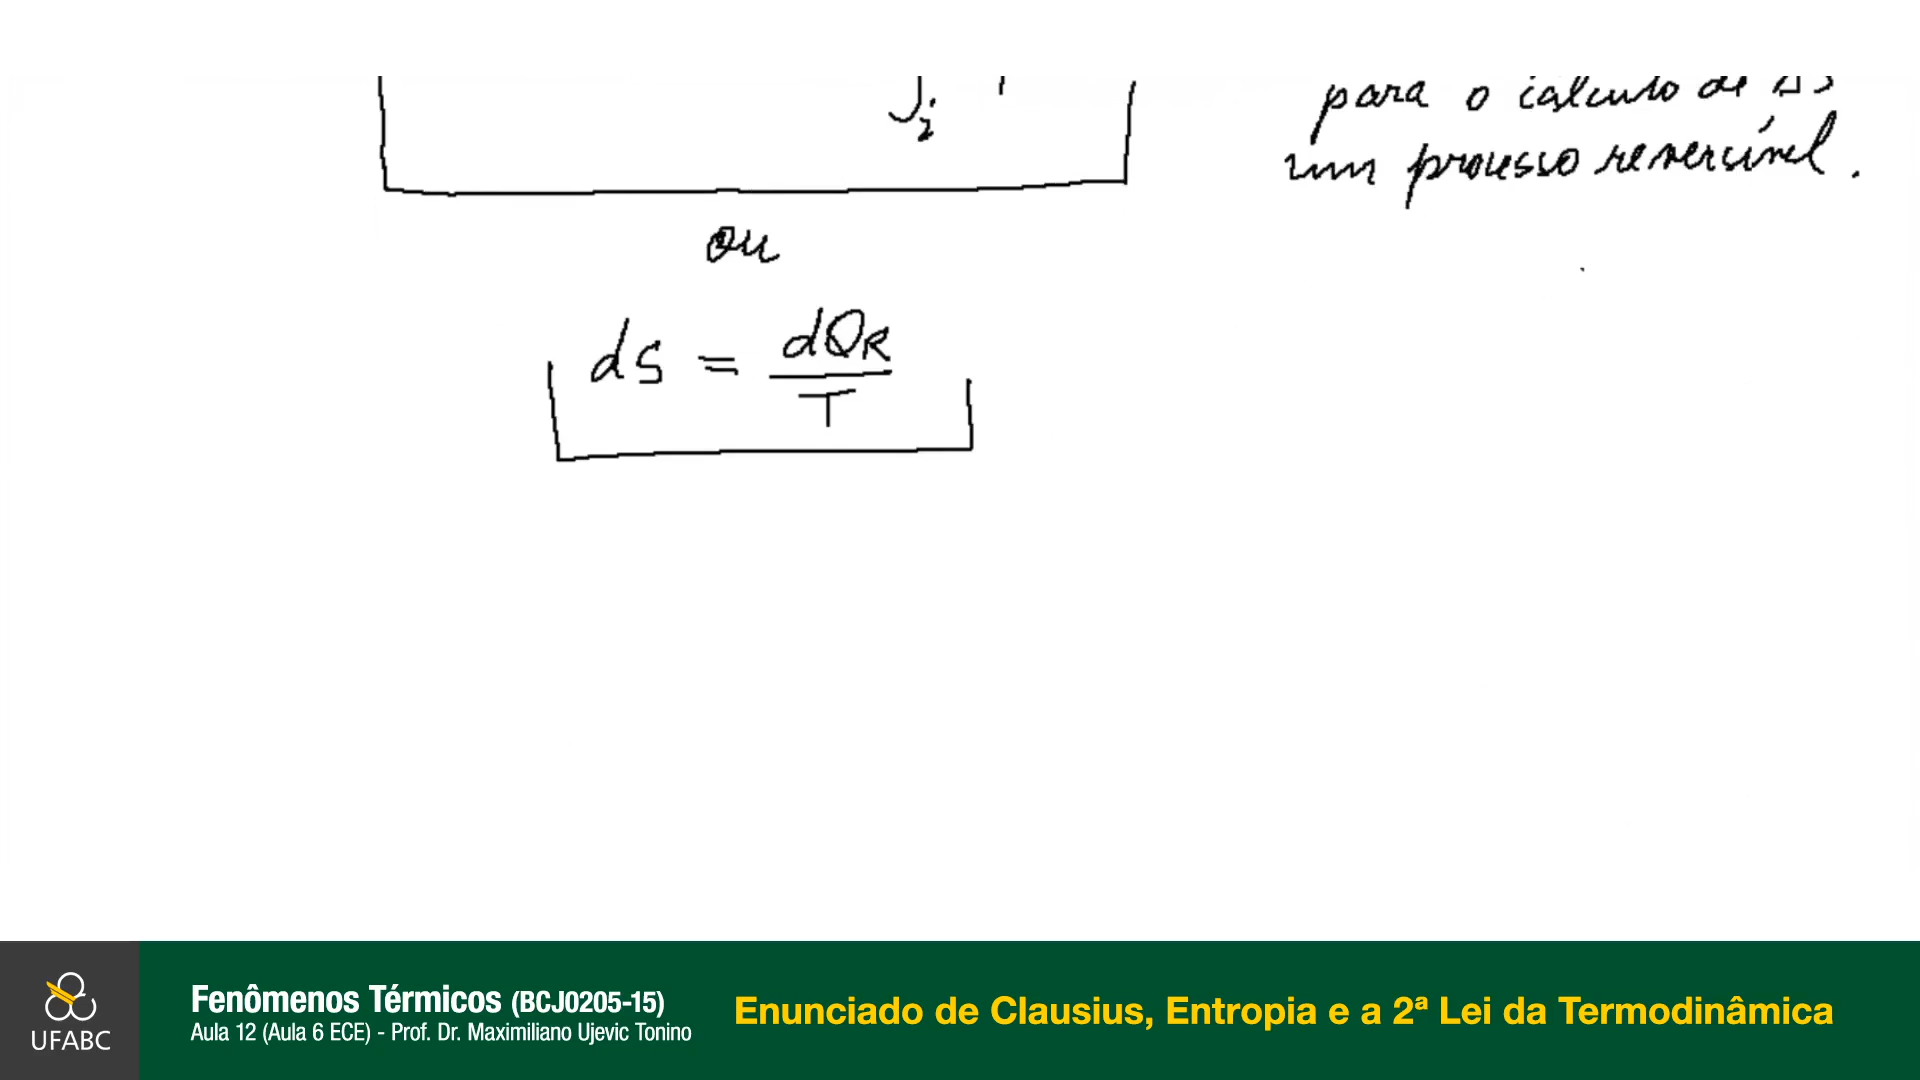 para o cálculo de ΔS
i
um processo reversível.
ou
dS = dQR
T
UFABC
Fenômenos Térmicos (BCJ0205-15)
Aula 12 (Aula 6 ECE) - Prof. Dr. Maximiliano Ujevic Tonino
Enunciado de Clausius, Entropia e a 2ª Lei da Termodinâmica